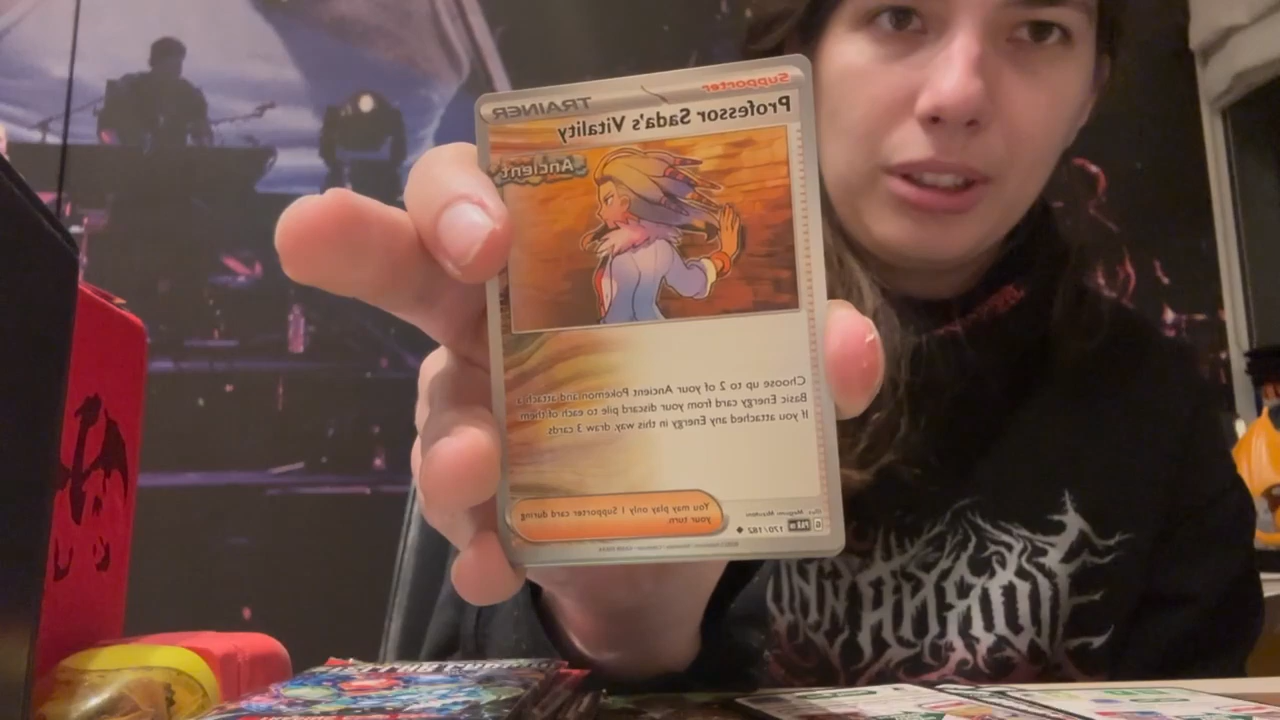 Supporter
TRAINER
Professor Sada's Vitality
Ancient
Choose up to 2 of your Ancient Pokémon and attach a
Basic Energy card from your discard pile to each of them.
If you attached any Energy in this way, draw 3 cards.
You may play only 1 Supporter card during
your turn.
G PAR EN 170/182